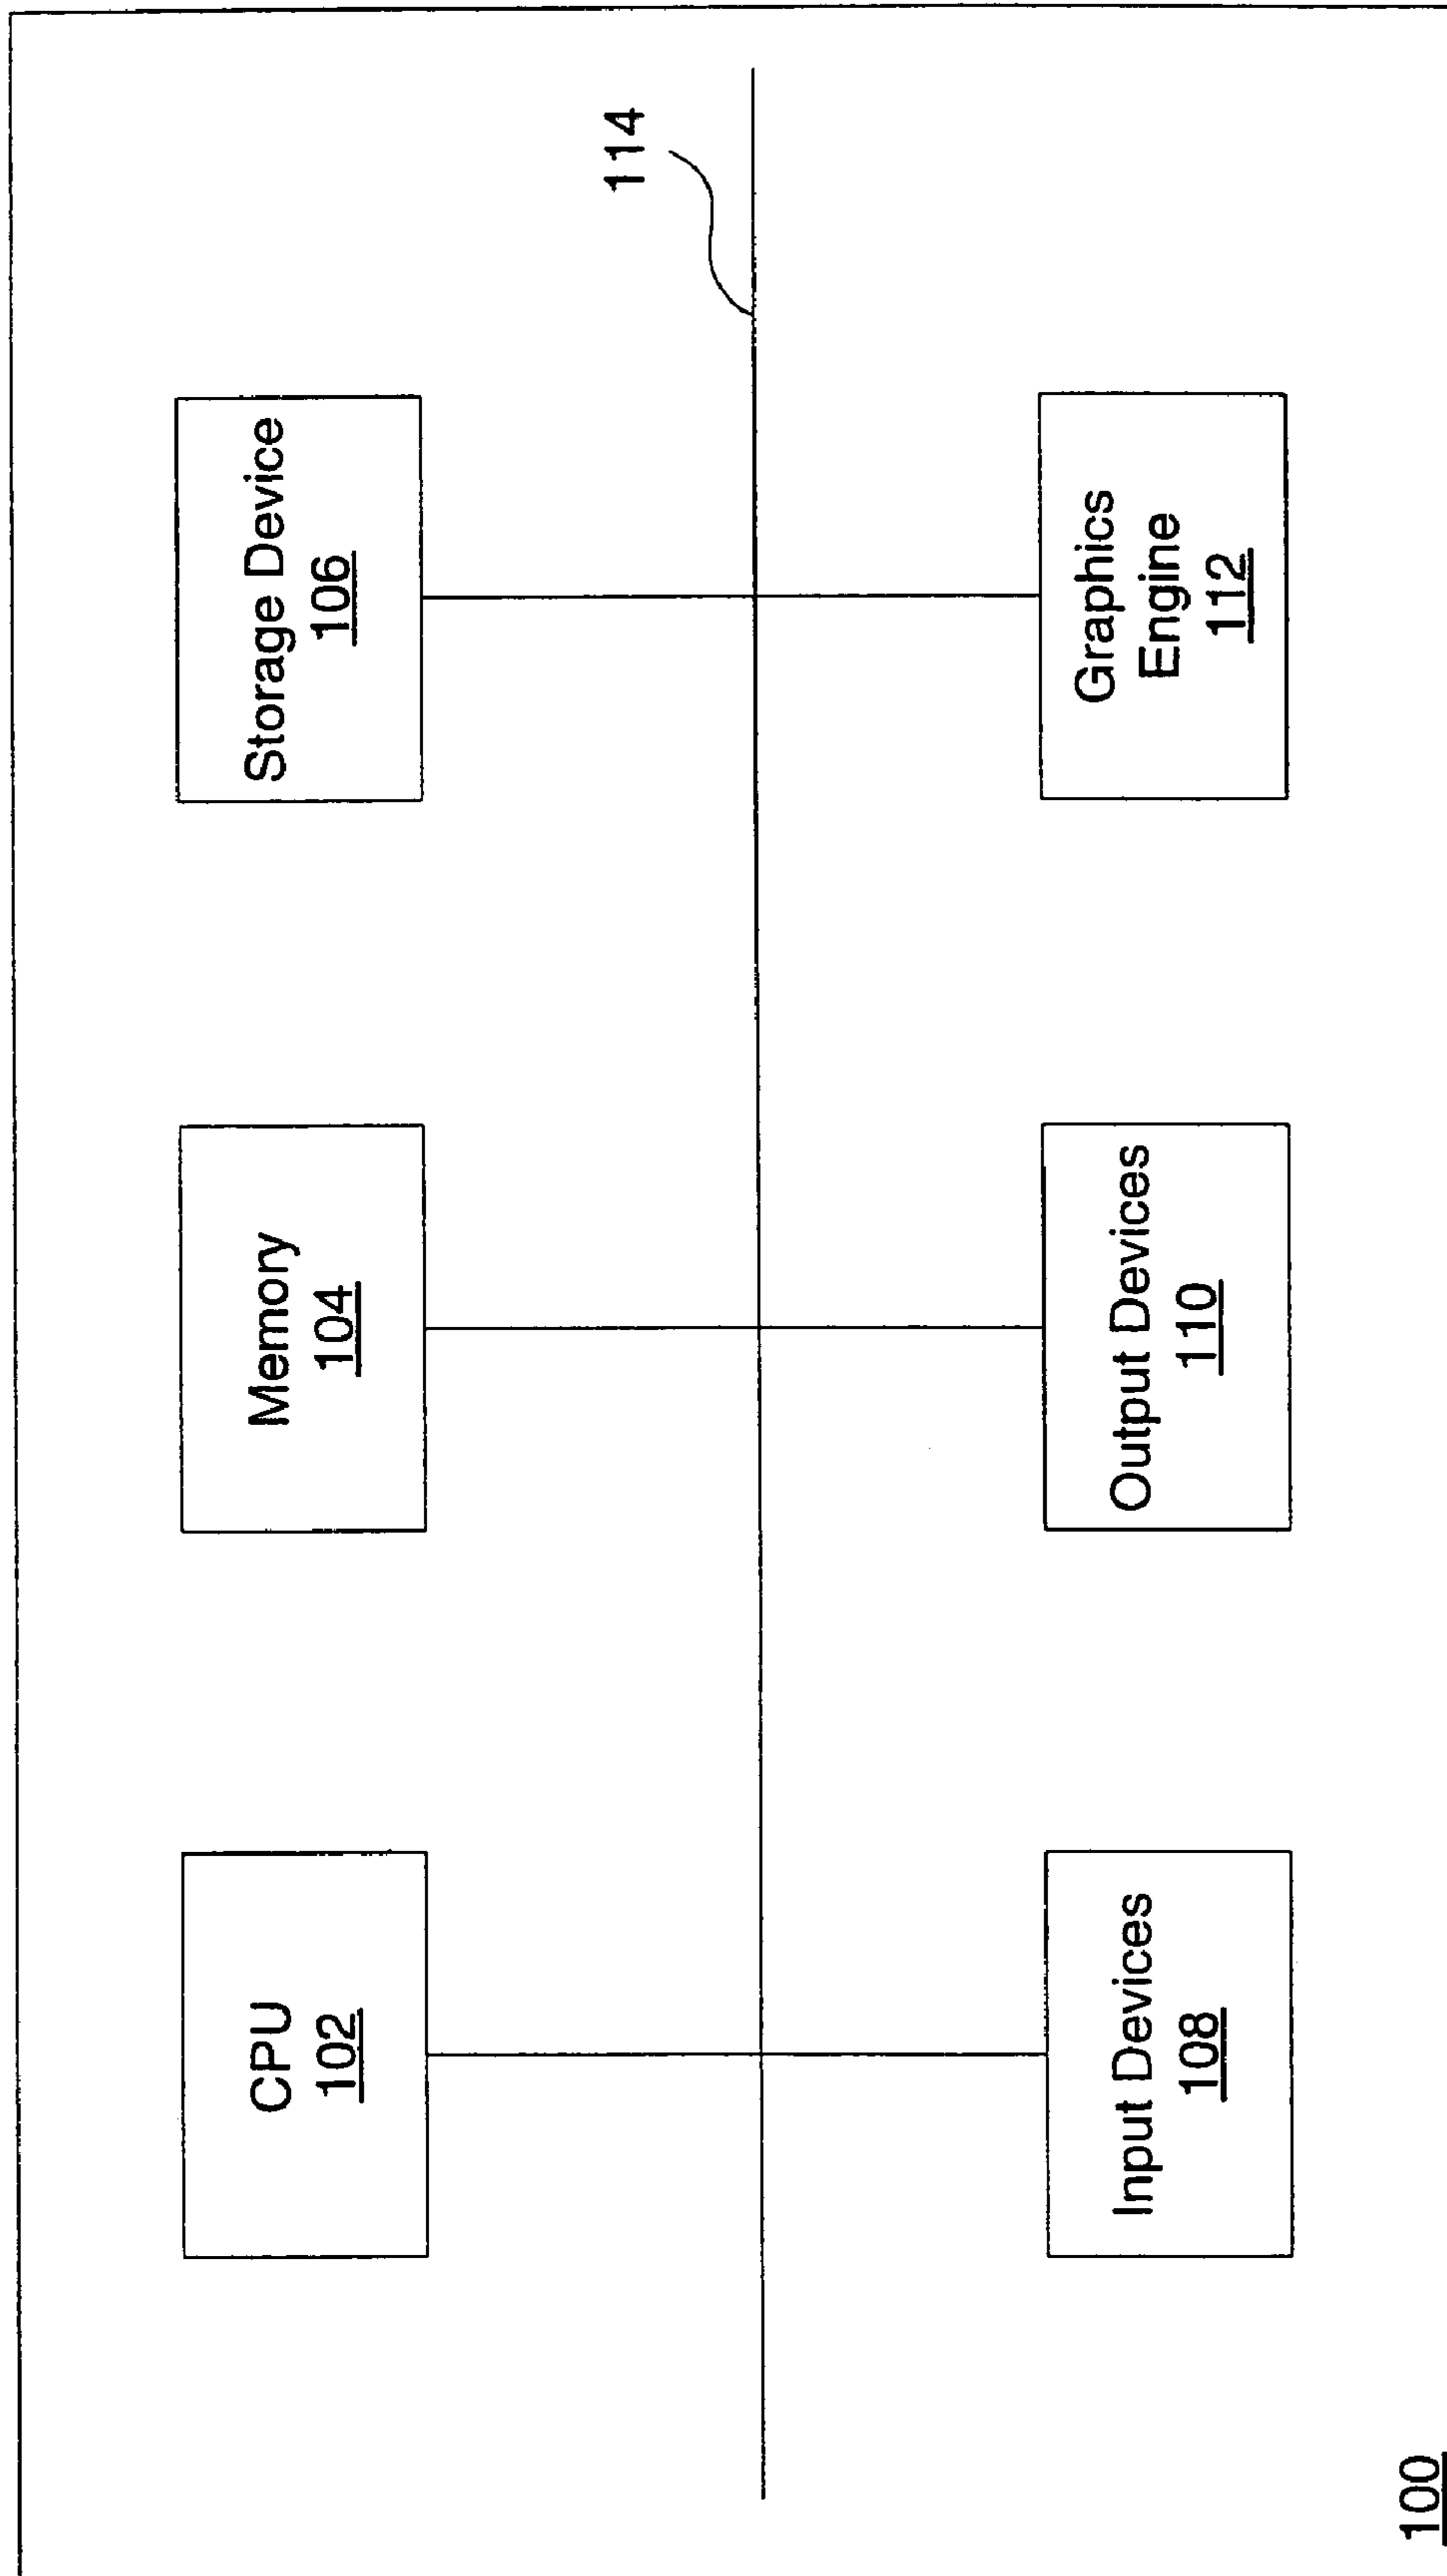 CPU
102
Memory
104
Storage Device
106
114
Input Devices
108
Output Devices
110
Graphics
Engine
112
100